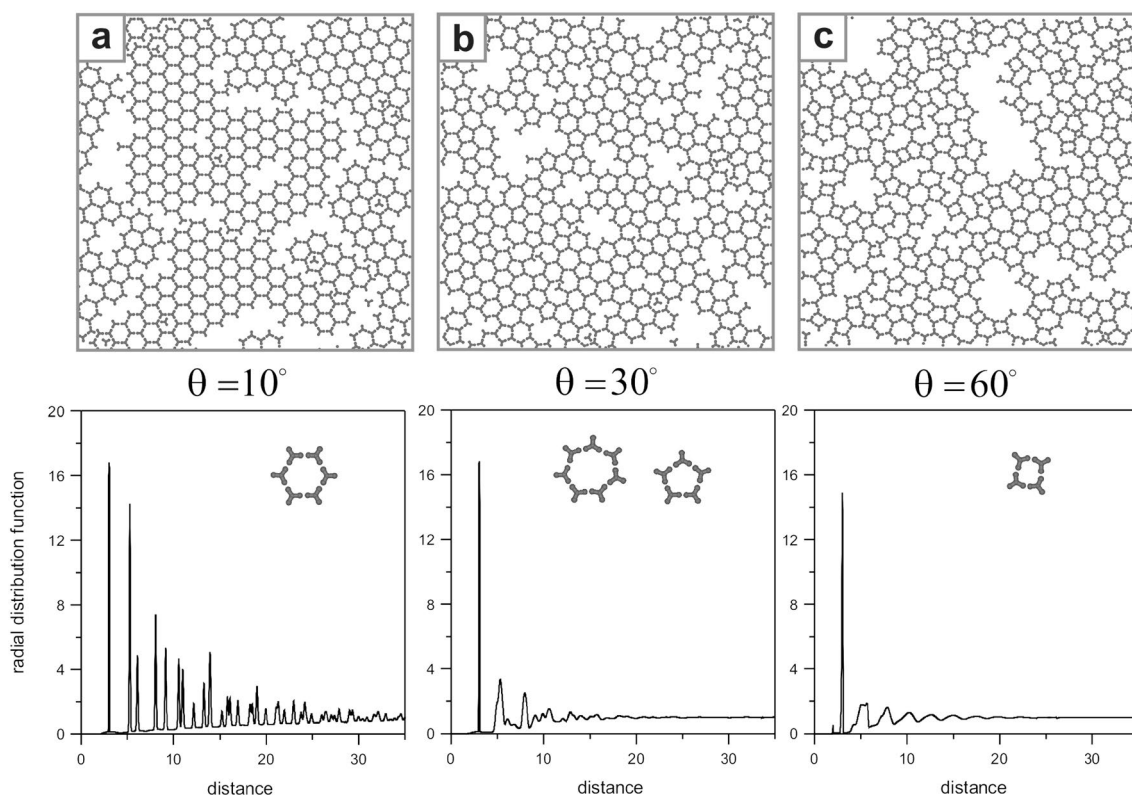 a b c
θ =10° θ =30° θ =60°
radial distribution function
20 20 20
16 16 16
12 12 12
8 8 8
4 4 4
0 0 0
0 10 20 30 0 10 20 30 0 10 20 30
distance distance distance